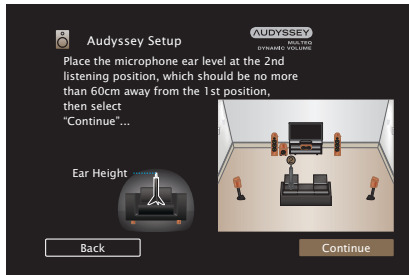 Audyssey Setup
AUDYSSEY
MULTEQ
DYNAMIC VOLUME
Place the microphone ear level at the 2nd
listening position, which should be no more
than 60cm away from the 1st position,
then select
“Continue”...
Ear Height
Back
Continue